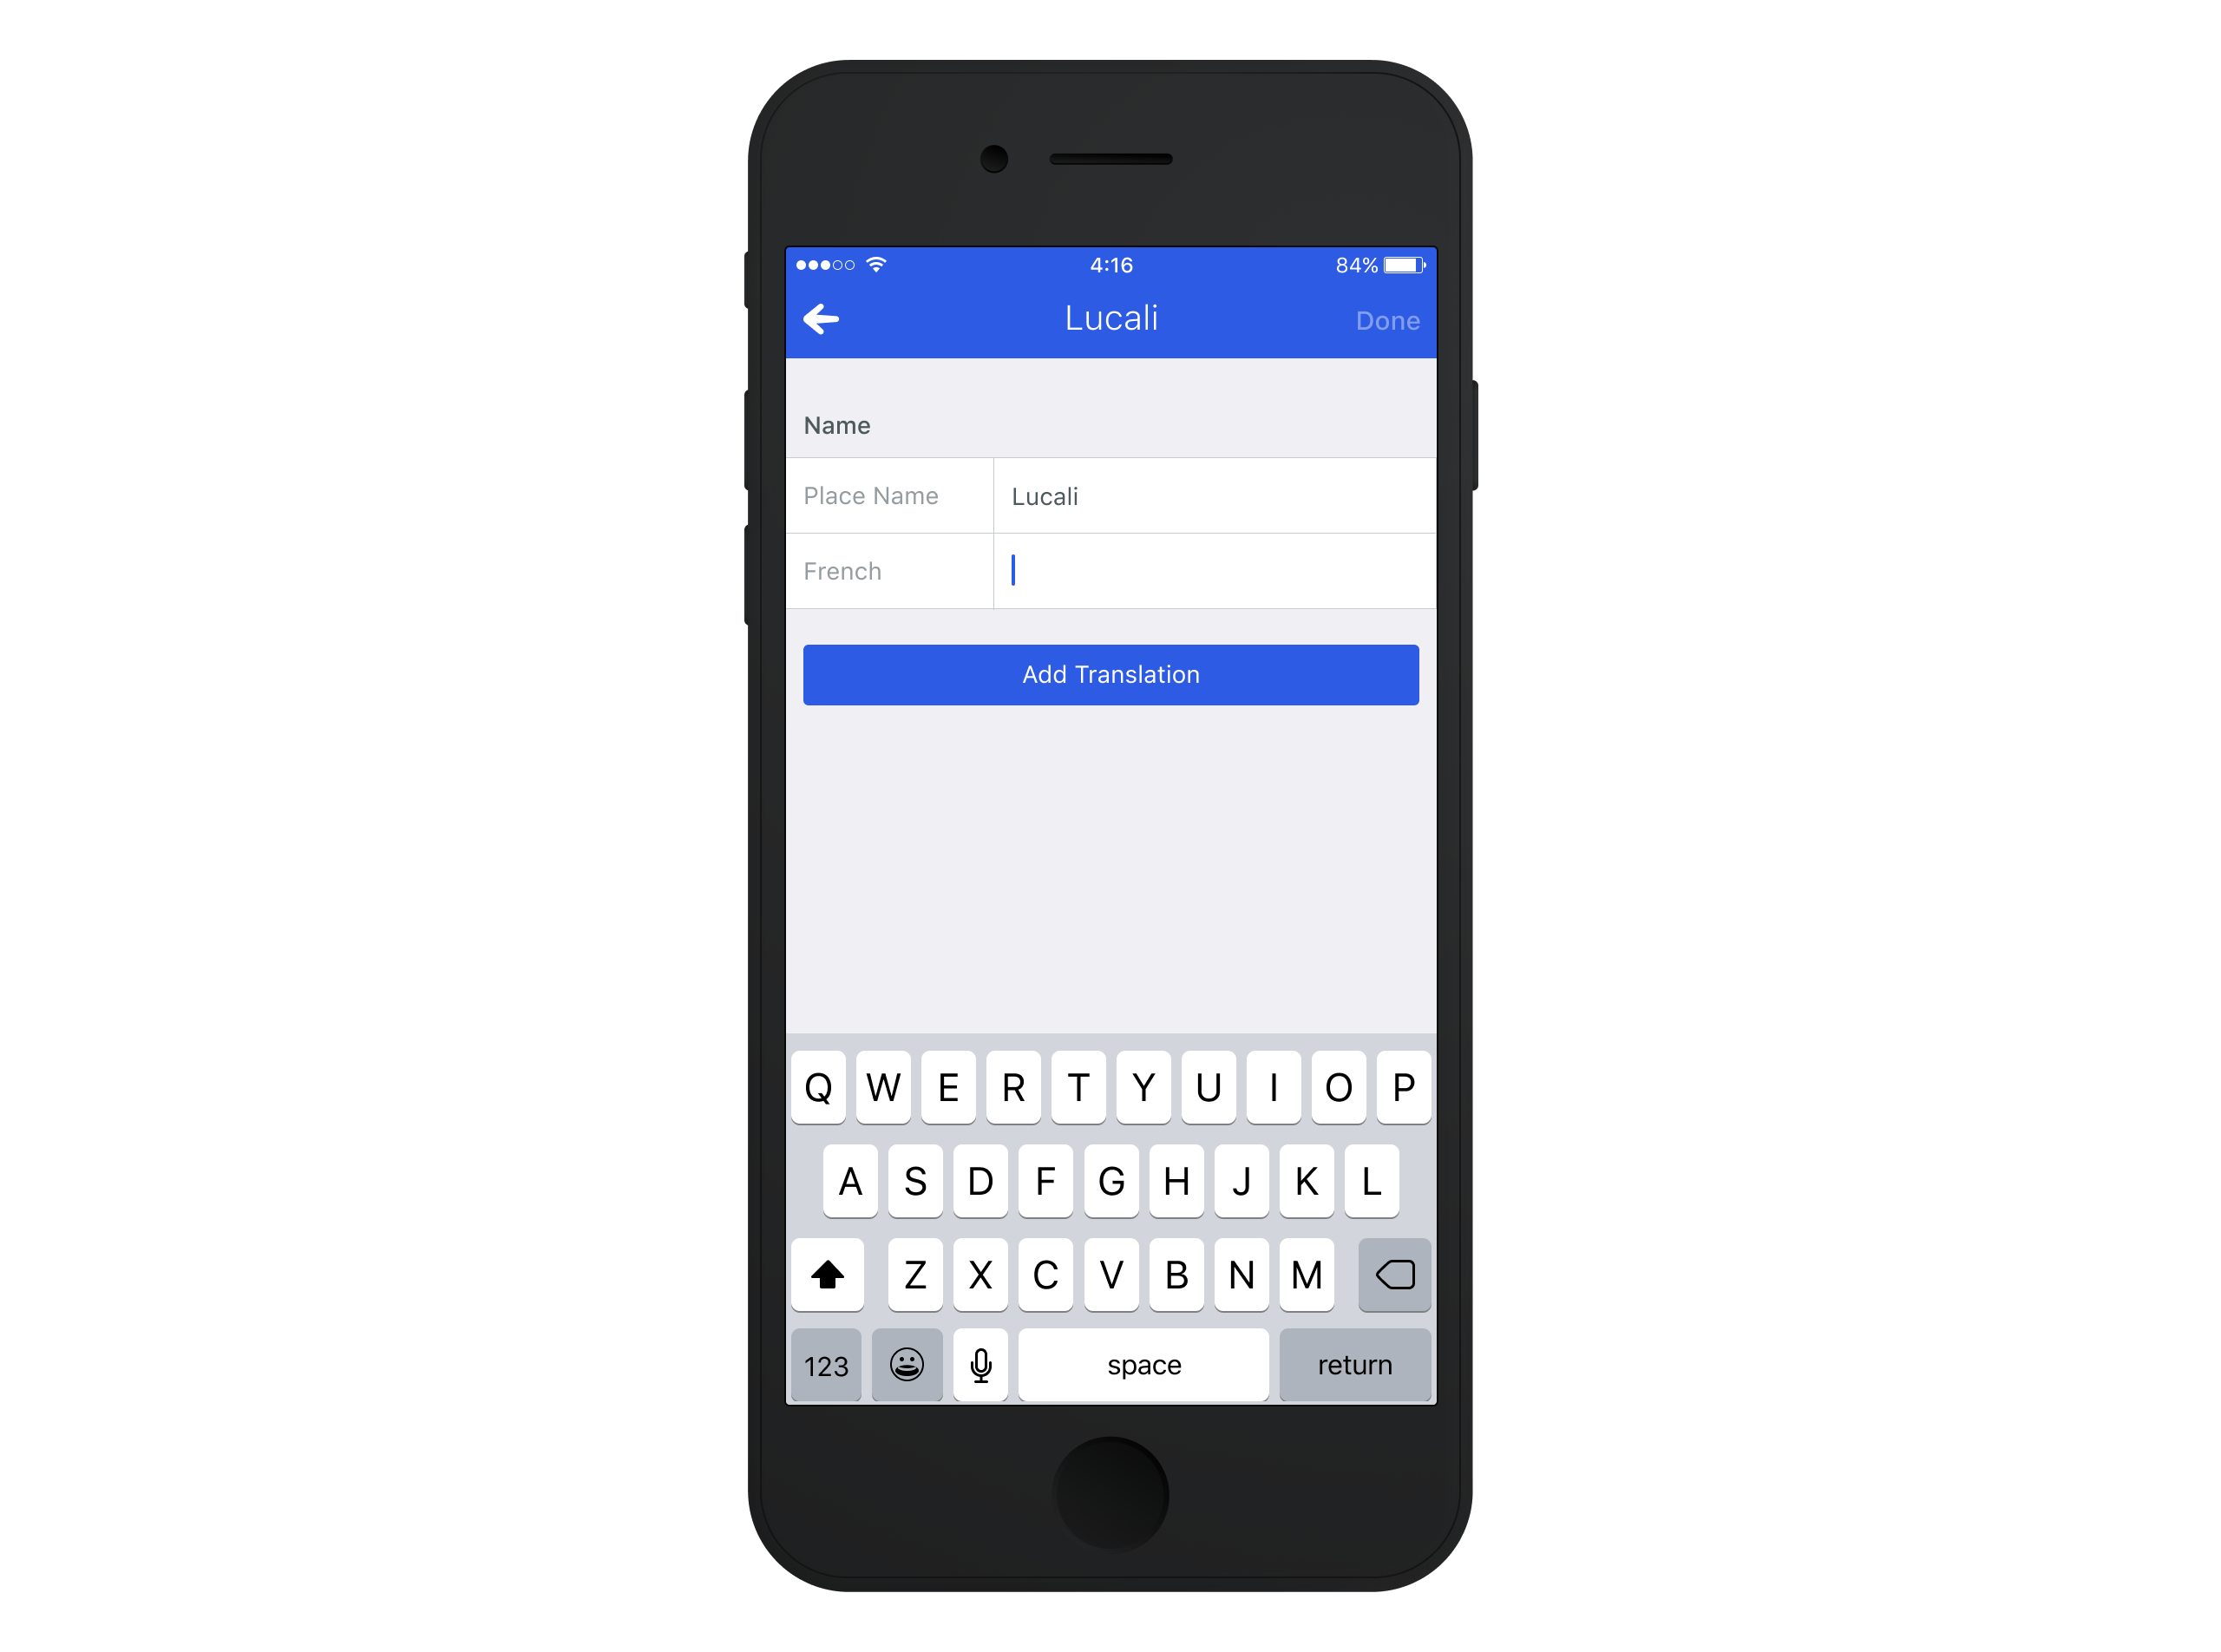 4:16 84%
Lucali Done
Name
Place Name Lucali
French
Add Translation
Q W E R T Y U I O P
A S D F G H J K L
Z X C V B N M
123 space return